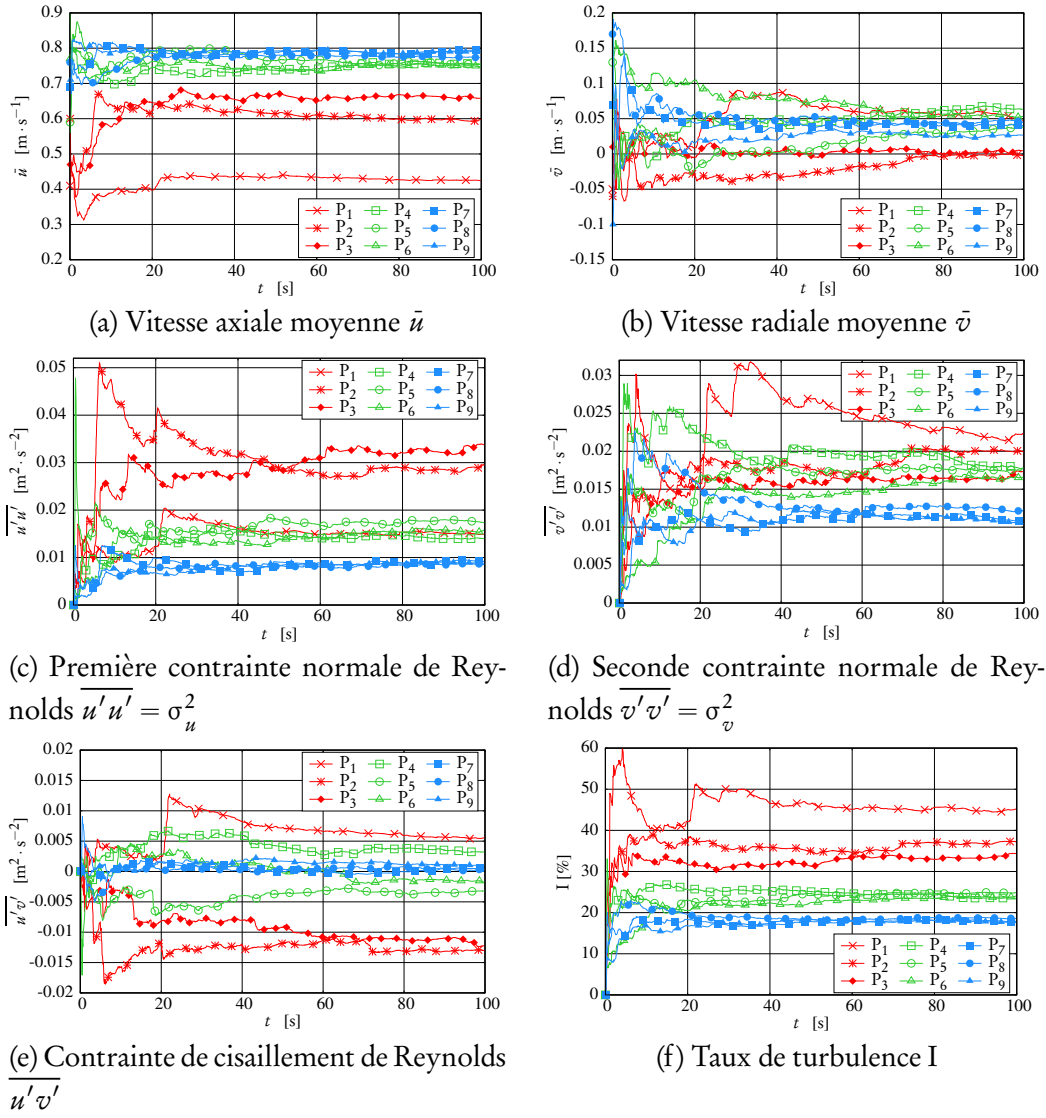 0.9
0.8
0.7
0.6
0.5
0.4
0.3
0.2
ū [m · s⁻¹]
0 20 40 60 80 100
t [s]
P₁ P₄ P₇
P₂ P₅ P₈
P₃ P₆ P₉
(a) Vitesse axiale moyenne ū
0.2
0.15
0.1
0.05
0
-0.05
-0.1
-0.15
v̄ [m · s⁻¹]
0 20 40 60 80 100
t [s]
P₁ P₄ P₇
P₂ P₅ P₈
P₃ P₆ P₉
(b) Vitesse radiale moyenne v̄
0.05
0.04
0.03
0.02
0.01
0
u′u′ [m² · s⁻²]
0 20 40 60 80 100
t [s]
P₁ P₄ P₇
P₂ P₅ P₈
P₃ P₆ P₉
(c) Première contrainte normale de Rey-
nolds u′u′ = σᵤ²
0.03
0.025
0.02
0.015
0.01
0.005
0
v′v′ [m² · s⁻²]
0 20 40 60 80 100
t [s]
P₁ P₄ P₇
P₂ P₅ P₈
P₃ P₆ P₉
(d) Seconde contrainte normale de Rey-
nolds v′v′ = σᵥ²
0.02
0.015
0.01
0.005
0
-0.005
-0.01
-0.015
-0.02
u′v′ [m² · s⁻²]
0 20 40 60 80 100
t [s]
P₁ P₄ P₇
P₂ P₅ P₈
P₃ P₆ P₉
(e) Contrainte de cisaillement de Reynolds
u′v′
60
50
40
30
20
10
0
I [%]
0 20 40 60 80 100
t [s]
P₁ P₄ P₇
P₂ P₅ P₈
P₃ P₆ P₉
(f) Taux de turbulence I